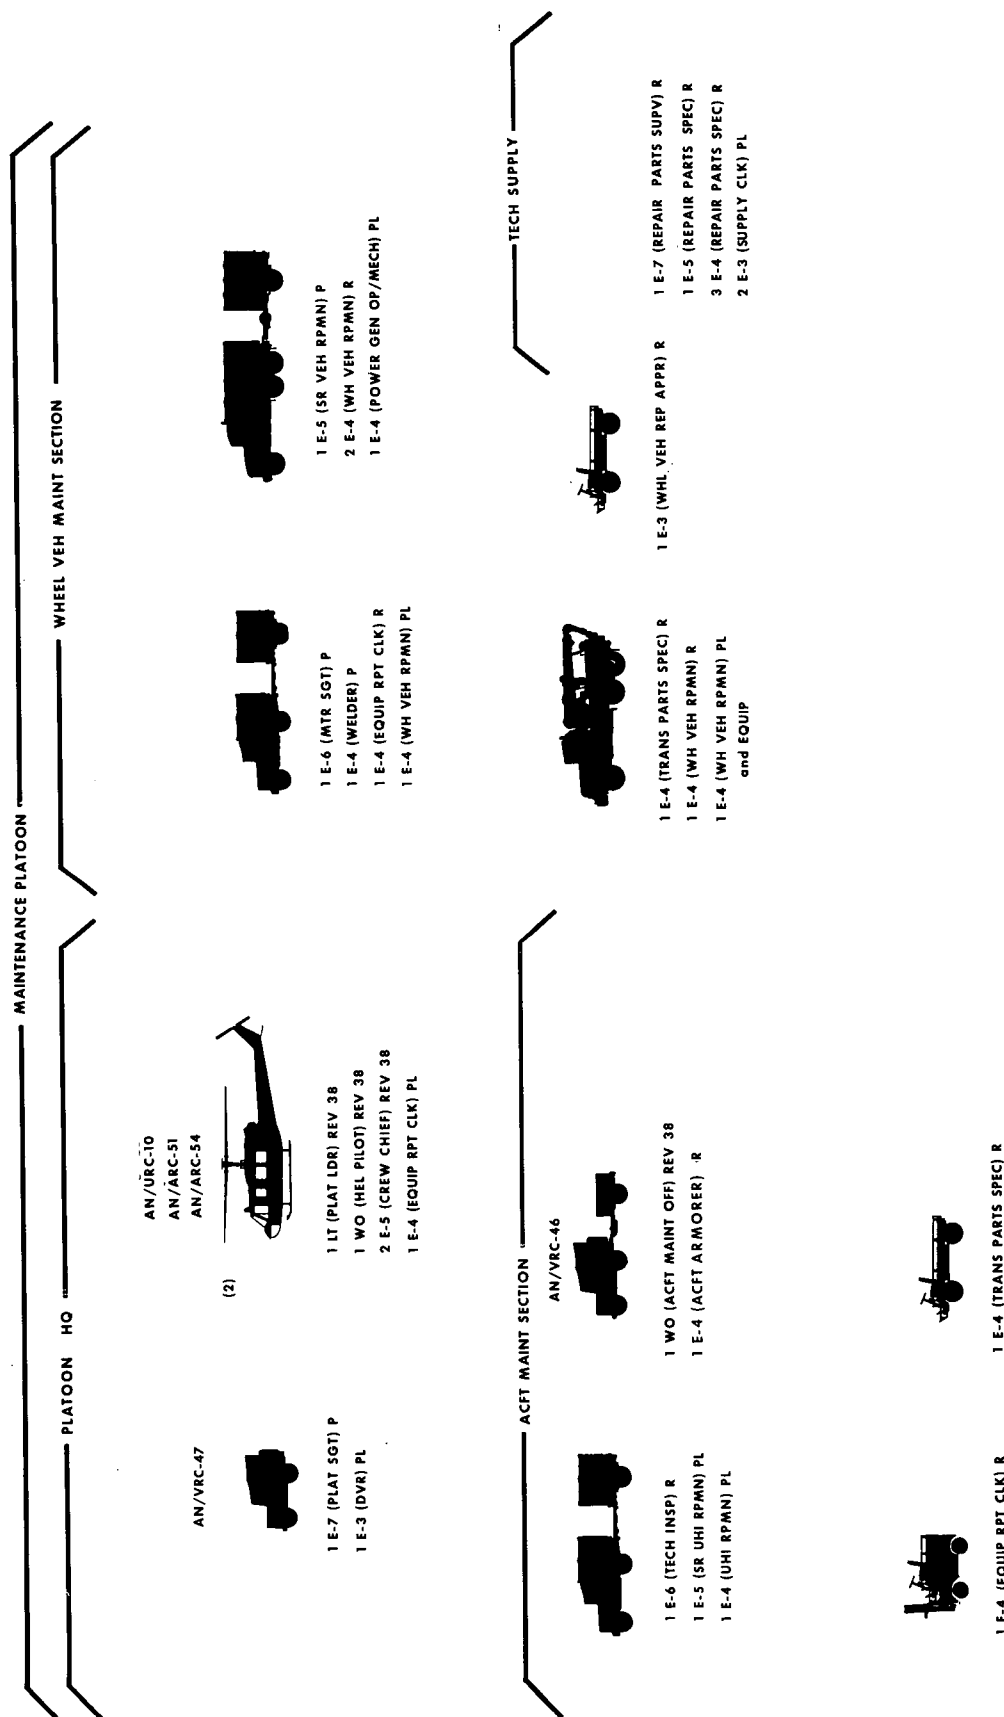 MAINTENANCE PLATOON
PLATOON HQ
AN/VRC-47
1 E-7 (PLAT SGT) P
1 E-3 (DVR) PL
AN/URC-10
AN/ARC-51
AN/ARC-54
(2)
1 LT (PLAT LDR) REV 38
1 WO (HEL PILOT) REV 38
2 E-5 (CREW CHIEF) REV 38
1 E-4 (EQUIP RPT CLK) PL
WHEEL VEH MAINT SECTION
1 E-6 (MTR SGT) P
1 E-4 (WELDER) P
1 E-4 (EQUIP RPT CLK) R
1 E-4 (WH VEH RPMN) PL
1 E-5 (SR VEH RPMN) P
2 E-4 (WH VEH RPMN) R
1 E-4 (POWER GEN OP/MECH) PL
1 E-4 (TRANS PARTS SPEC) R
1 E-4 (WH VEH RPMN) R
1 E-4 (WH VEH RPMN) PL
and EQUIP
1 E-3 (WHL VEH REP APPR) R
ACFT MAINT SECTION
1 E-6 (TECH INSP) R
1 E-5 (SR UHI RPMN) PL
1 E-4 (UHI RPMN) PL
AN/VRC-46
1 WO (ACFT MAINT OFF) REV 38
1 E-4 (ACFT ARMORER) R
1 E-4 (EQUIP RPT CLK) R
1 E-4 (TRANS PARTS SPEC) R
TECH SUPPLY
1 E-7 (REPAIR PARTS SUPV) R
1 E-5 (REPAIR PARTS SPEC) R
3 E-4 (REPAIR PARTS SPEC) R
2 E-3 (SUPPLY CLK) PL